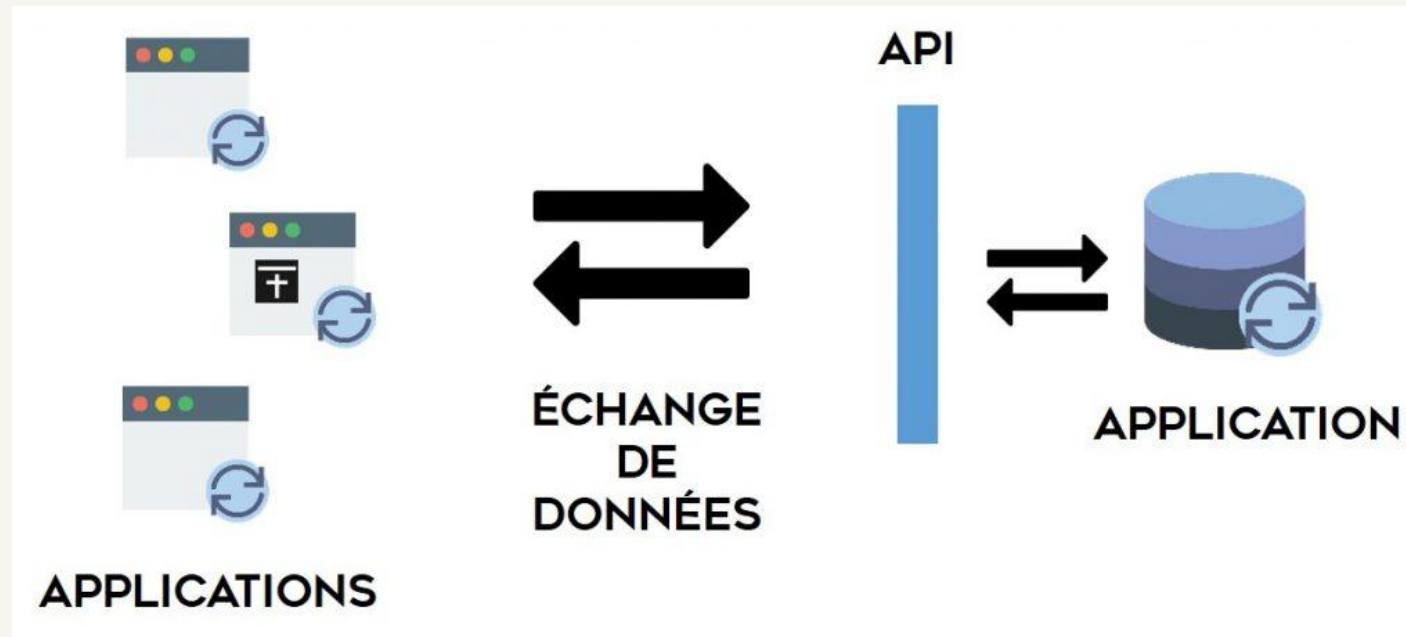 API
ÉCHANGE
DE
DONNÉES
APPLICATION
APPLICATIONS